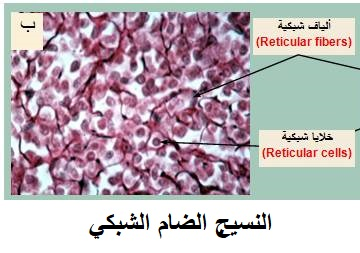 ب
ألياف شبكية
(Reticular fibers)
خلايا شبكية
(Reticular cells)
النسيج الضام الشبكي